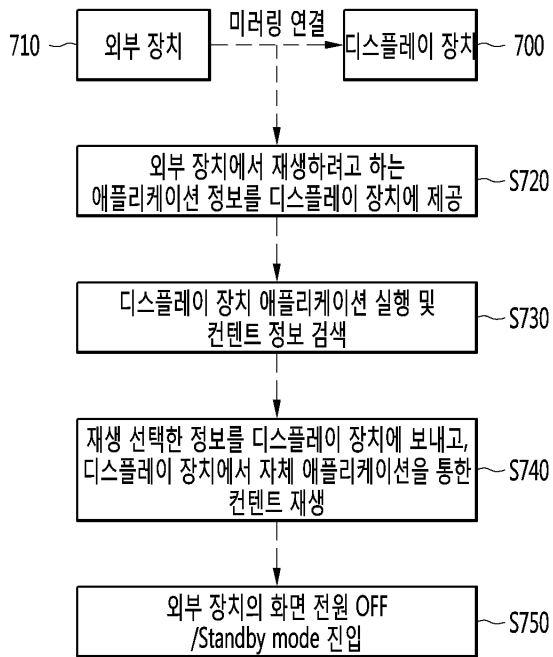 미러링 연결
710 외부 장치 디스플레이 장치 700
외부 장치에서 재생하려고 하는
애플리케이션 정보를 디스플레이 장치에 제공
S720
디스플레이 장치 애플리케이션 실행 및
컨텐트 정보 검색
S730
재생 선택한 정보를 디스플레이 장치에 보내고,
디스플레이 장치에서 자체 애플리케이션을 통한
컨텐트 재생
S740
외부 장치의 화면 전원 OFF
/Standby mode 진입
S750